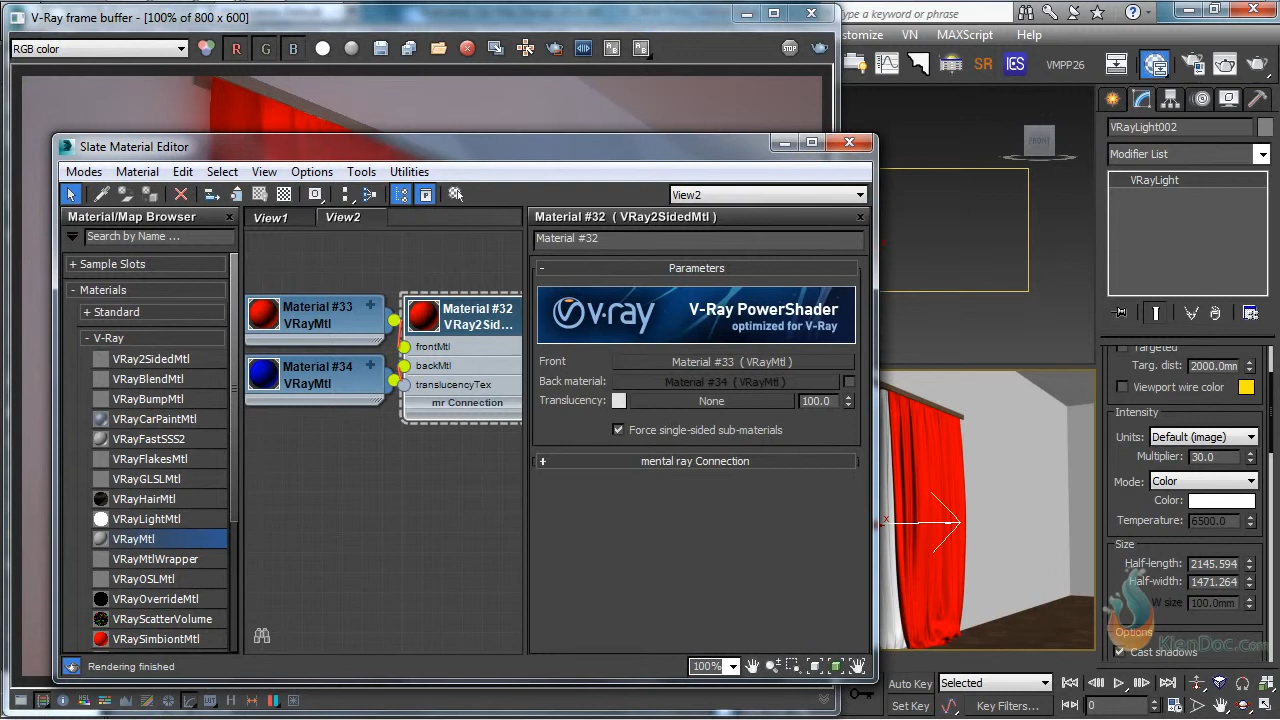 V-Ray frame buffer - [100% of 800 x 600]
Type a keyword or phrase
RGB color
R
G
B
STOP
stomize
VN
MAXScript
Help
SR
IES
VMPP26
Slate Material Editor
Modes
Material
Edit
Select
View
Options
Tools
Utilities
View2
Material/Map Browser
Search by Name ...
+ Sample Slots
- Materials
+ Standard
- V-Ray
VRay2SidedMtl
VRayBlendMtl
VRayBumpMtl
VRayCarPaintMtl
VRayFastSSS2
VRayFlakesMtl
VRayGLSLMtl
VRayHairMtl
VRayLightMtl
VRayMtl
VRayMtlWrapper
VRayOSLMtl
VRayOverrideMtl
VRayScatterVolume
VRaySimbiontMtl
View1
View2
Material #33
VRayMtl
Material #34
VRayMtl
Material #32
VRay2Sid...
frontMtl
backMtl
translucencyTex
mr Connection
Material #32 ( VRay2SidedMtl )
Material #32
- Parameters
v·ray
V-Ray PowerShader
optimized for V-Ray
Front
Material #33 ( VRayMtl )
Back material:
Material #34 ( VRayMtl )
Translucency:
None
100.0
Force single-sided sub-materials
+ mental ray Connection
Rendering finished
100%
FRONT
x
VRayLight002
Modifier List
VRayLight
Targeted
Targ. dist:
2000.0mn
Viewport wire color
Intensity
Units:
Default (image)
Multiplier:
30.0
Mode:
Color
Color:
Temperature:
6500.0
Size
Half-length:
2145.594
Half-width:
1471.264
W size
100.0mm
Options
Cast shadows
KienDoc.com
Auto Key
Selected
Set Key
Key Filters...
0